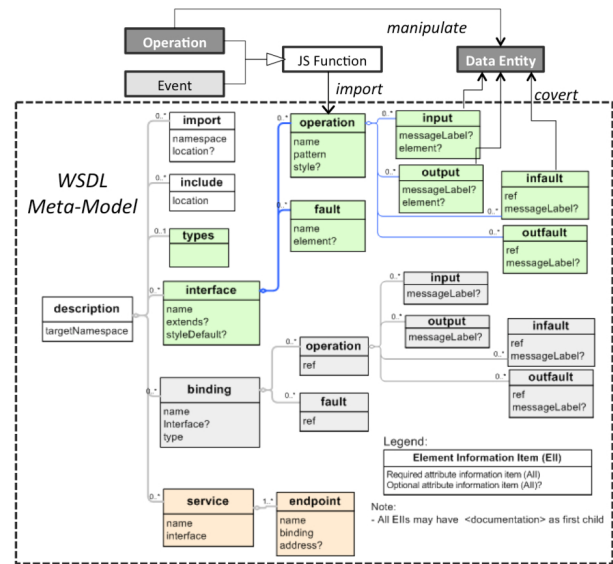 manipulate
Operation
JS Function
Data Entity
Event
import
covert
WSDL
Meta-Model
0..*
import
namespace
location?
0..*
operation
name
pattern
style?
0..*
input
messageLabel?
element?
0..*
output
messageLabel?
element?
infault
ref
messageLabel?
0..*
0..*
include
location
0..*
fault
name
element?
0..*
outfault
ref
messageLabel?
0..1
types
0..*
interface
name
extends?
styleDefault?
description
targetNamespace
0..*
input
messageLabel?
0..*
output
messageLabel?
0..*
operation
ref
0..*
infault
ref
messageLabel?
0..*
outfault
ref
messageLabel?
0..*
binding
name
Interface?
type
0..*
fault
ref
Legend:
Element Information Item (EII)
Required attribute information item (AII)
Optional attribute information item (AII)?
Note:
- All EIIs may have <documentation> as first child
0..*
service
name
interface
1..*
endpoint
name
binding
address?